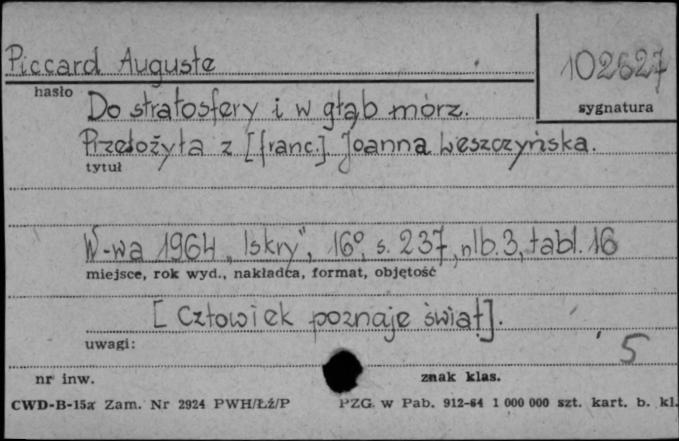 Piccard Auguste
102627
hasło
sygnatura
Do stratosfery i w głąb mórz.
Przełożyła z [franc.] Joanna Leszczyńska.
tytuł
W-wa 1964 „Iskry", 16°, s. 237, nlb. 3, tabl. 16
miejsce, rok wyd., nakładca, format, objętość
[Człowiek poznaje świat].
uwagi:
5
nr inw.
znak klas.
CWD-B-15a Zam. Nr 2924 PWH/Łź/P
PZG. w Pab. 912-64 1 000 000 szt. kart. b. kl.